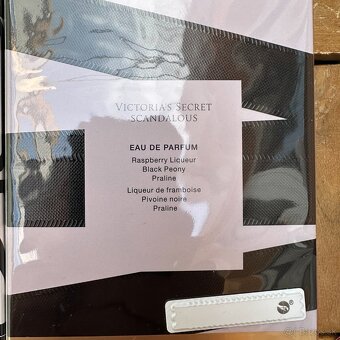 VICTORIA'S SECRET
SCANDALOUS
EAU DE PARFUM
Raspberry Liqueur
Black Peony
Praline
Liqueur de framboise
Pivoine noire
Praline